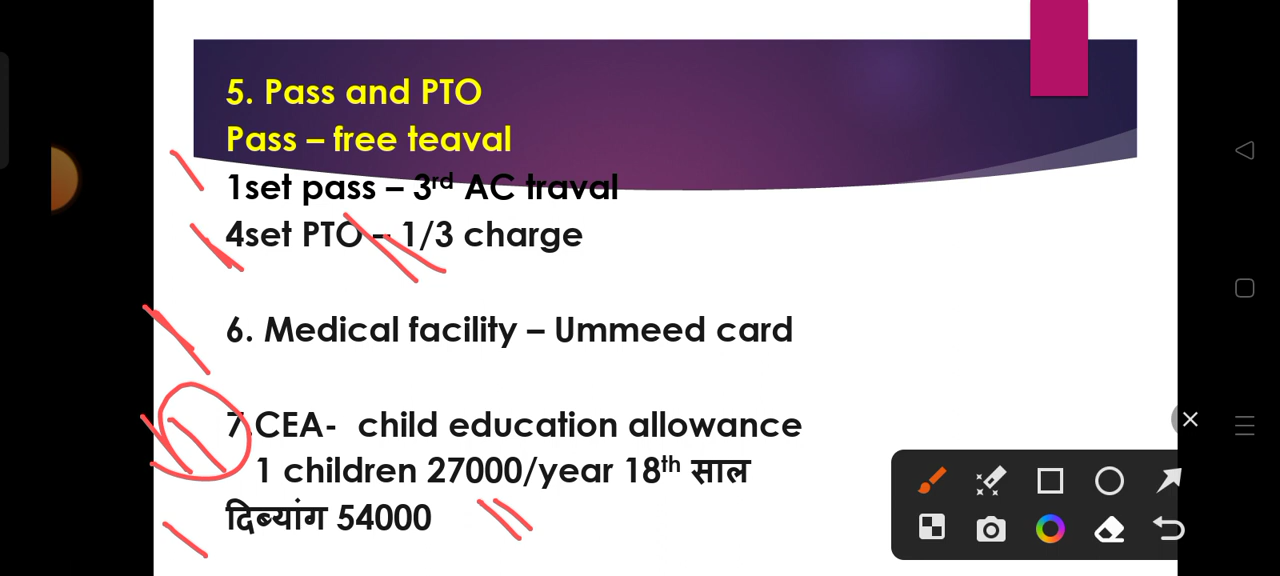 5. Pass and PTO
Pass – free teaval
1set pass – 3rd AC traval
4set PTO – 1/3 charge
6. Medical facility – Ummeed card
7.CEA- child education allowance
1 children 27000/year 18th साल
दिब्यांग 54000